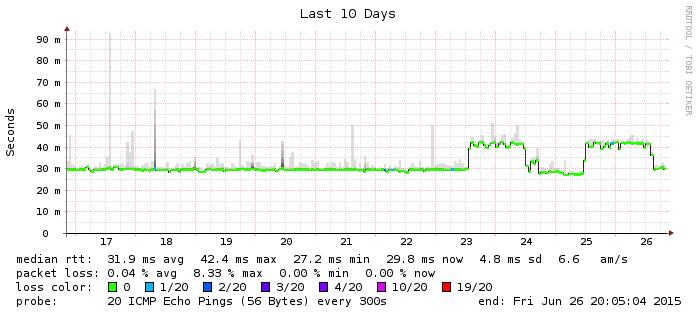 Last 10 Days
RRDTOOL / TOBI OETIKER
Seconds
90 m
80 m
70 m
60 m
50 m
40 m
30 m
20 m
10 m
0
17 18 19 20 21 22 23 24 25 26
median rtt: 31.9 ms avg 42.4 ms max 27.2 ms min 29.8 ms now 4.8 ms sd 6.6 am/s
packet loss: 0.04 % avg 8.33 % max 0.00 % min 0.00 % now
loss color: 0 1/20 2/20 3/20 4/20 10/20 19/20
probe: 20 ICMP Echo Pings (56 Bytes) every 300s end: Fri Jun 26 20:05:04 2015